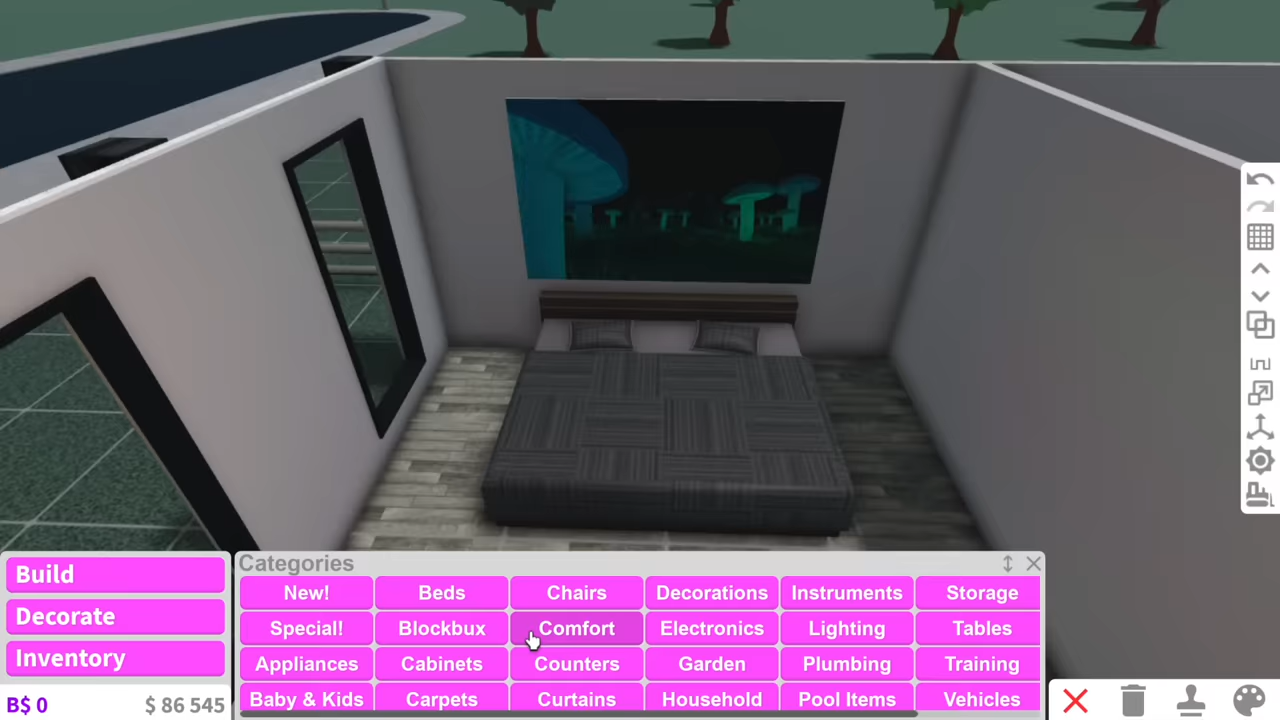 Build
Decorate
Inventory
B$ 0 $ 86 545
Categories
New! Beds Chairs Decorations Instruments Storage
Special! Blockbux Comfort Electronics Lighting Tables
Appliances Cabinets Counters Garden Plumbing Training
Baby & Kids Carpets Curtains Household Pool Items Vehicles